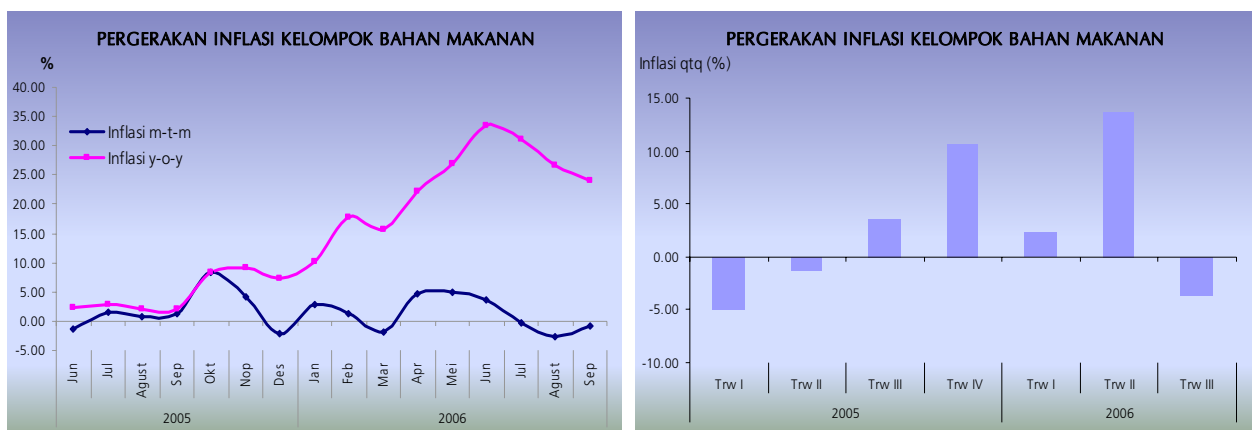 PERGERAKAN INFLASI KELOMPOK BAHAN MAKANAN
%
40.00
35.00
30.00
25.00
20.00
15.00
10.00
5.00
0.00
-5.00
Inflasi m-t-m
Inflasi y-o-y
Jun Jul Agust Sep Okt Nop Des Jan Feb Mar Apr Mei Jun Jul Agust Sep
2005 2006
PERGERAKAN INFLASI KELOMPOK BAHAN MAKANAN
Inflasi qtq (%)
15.00
10.00
5.00
0.00
-5.00
-10.00
Trw I Trw II Trw III Trw IV Trw I Trw II Trw III
2005 2006